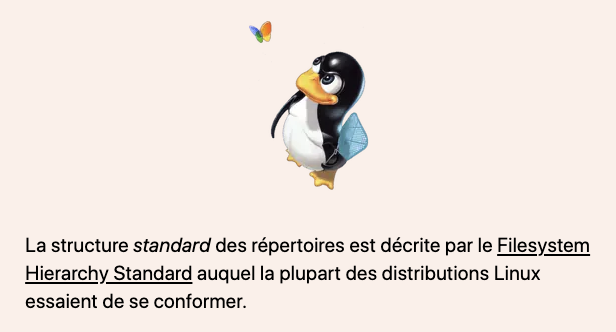 La structure standard des répertoires est décrite par le Filesystem
Hierarchy Standard auquel la plupart des distributions Linux
essaient de se conformer.